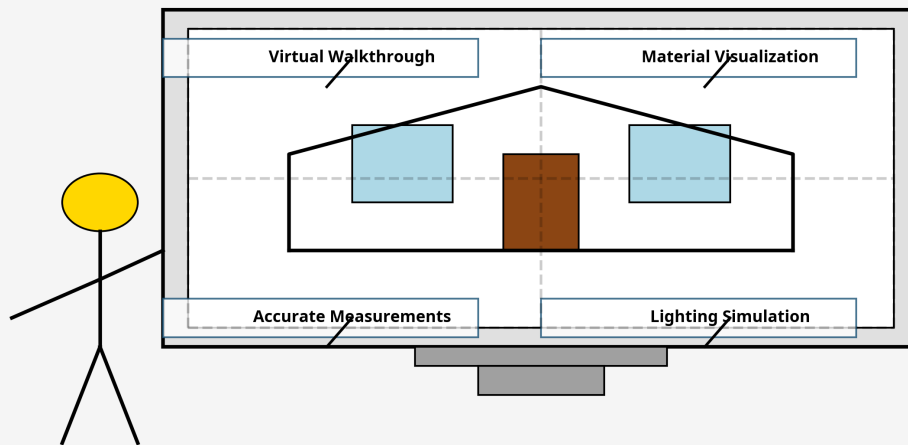 Virtual Walkthrough
Material Visualization
Accurate Measurements
Lighting Simulation